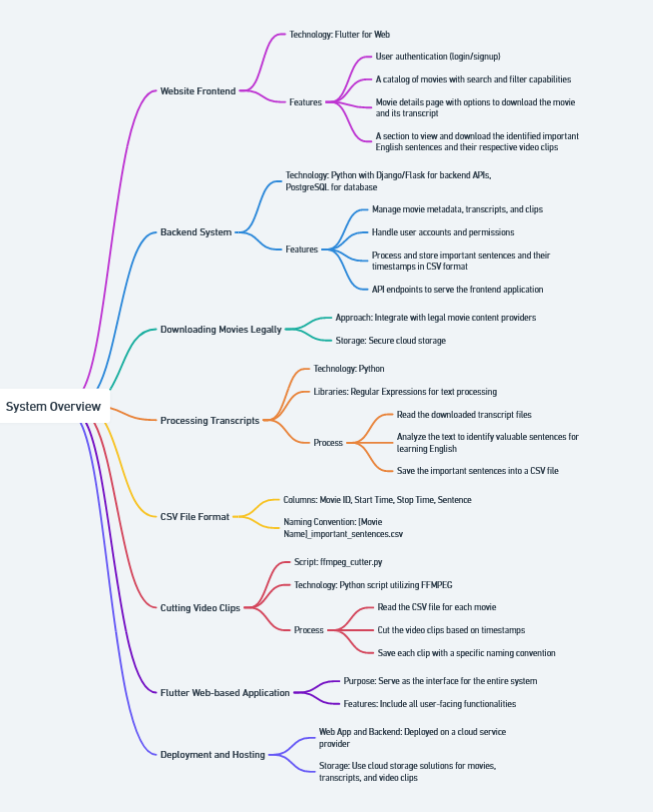 System Overview
Website Frontend
Technology: Flutter for Web
Features
User authentication (login/signup)
A catalog of movies with search and filter capabilities
Movie details page with options to download the movie
and its transcript
A section to view and download the identified important
English sentences and their respective video clips
Backend System
Technology: Python with Django/Flask for backend APIs,
PostgreSQL for database
Features
Manage movie metadata, transcripts, and clips
Handle user accounts and permissions
Process and store important sentences and their
timestamps in CSV format
API endpoints to serve the frontend application
Downloading Movies Legally
Approach: Integrate with legal movie content providers
Storage: Secure cloud storage
Processing Transcripts
Technology: Python
Libraries: Regular Expressions for text processing
Process
Read the downloaded transcript files
Analyze the text to identify valuable sentences for
learning English
Save the important sentences into a CSV file
CSV File Format
Columns: Movie ID, Start Time, Stop Time, Sentence
Naming Convention: [Movie
Name]_important_sentences.csv
Cutting Video Clips
Script: ffmpeg_cutter.py
Technology: Python script utilizing FFMPEG
Process
Read the CSV file for each movie
Cut the video clips based on timestamps
Save each clip with a specific naming convention
Flutter Web-based Application
Purpose: Serve as the interface for the entire system
Features: Include all user-facing functionalities
Deployment and Hosting
Web App and Backend: Deployed on a cloud service
provider
Storage: Use cloud storage solutions for movies,
transcripts, and video clips